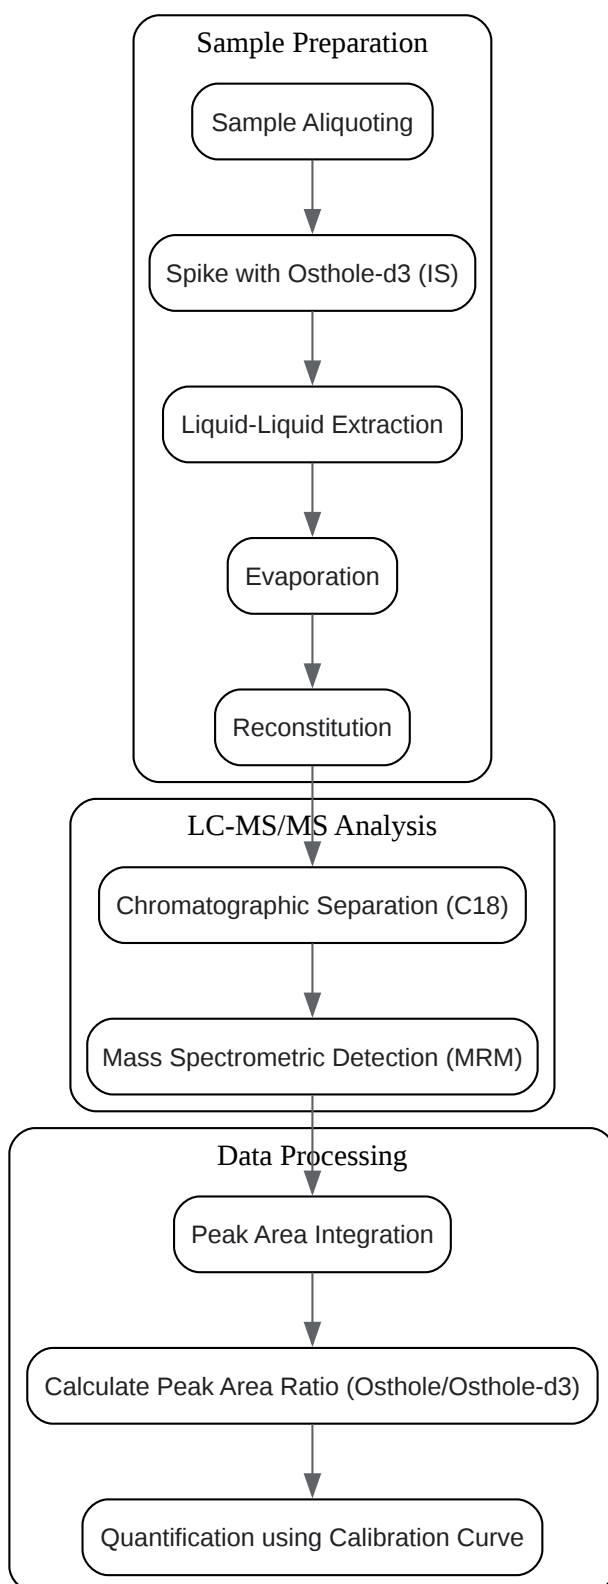 Sample Preparation
Sample Aliquoting
Spike with Osthole-d3 (IS)
Liquid-Liquid Extraction
Evaporation
Reconstitution
LC-MS/MS Analysis
Chromatographic Separation (C18)
Mass Spectrometric Detection (MRM)
Data Processing
Peak Area Integration
Calculate Peak Area Ratio (Osthole/Osthole-d3)
Quantification using Calibration Curve